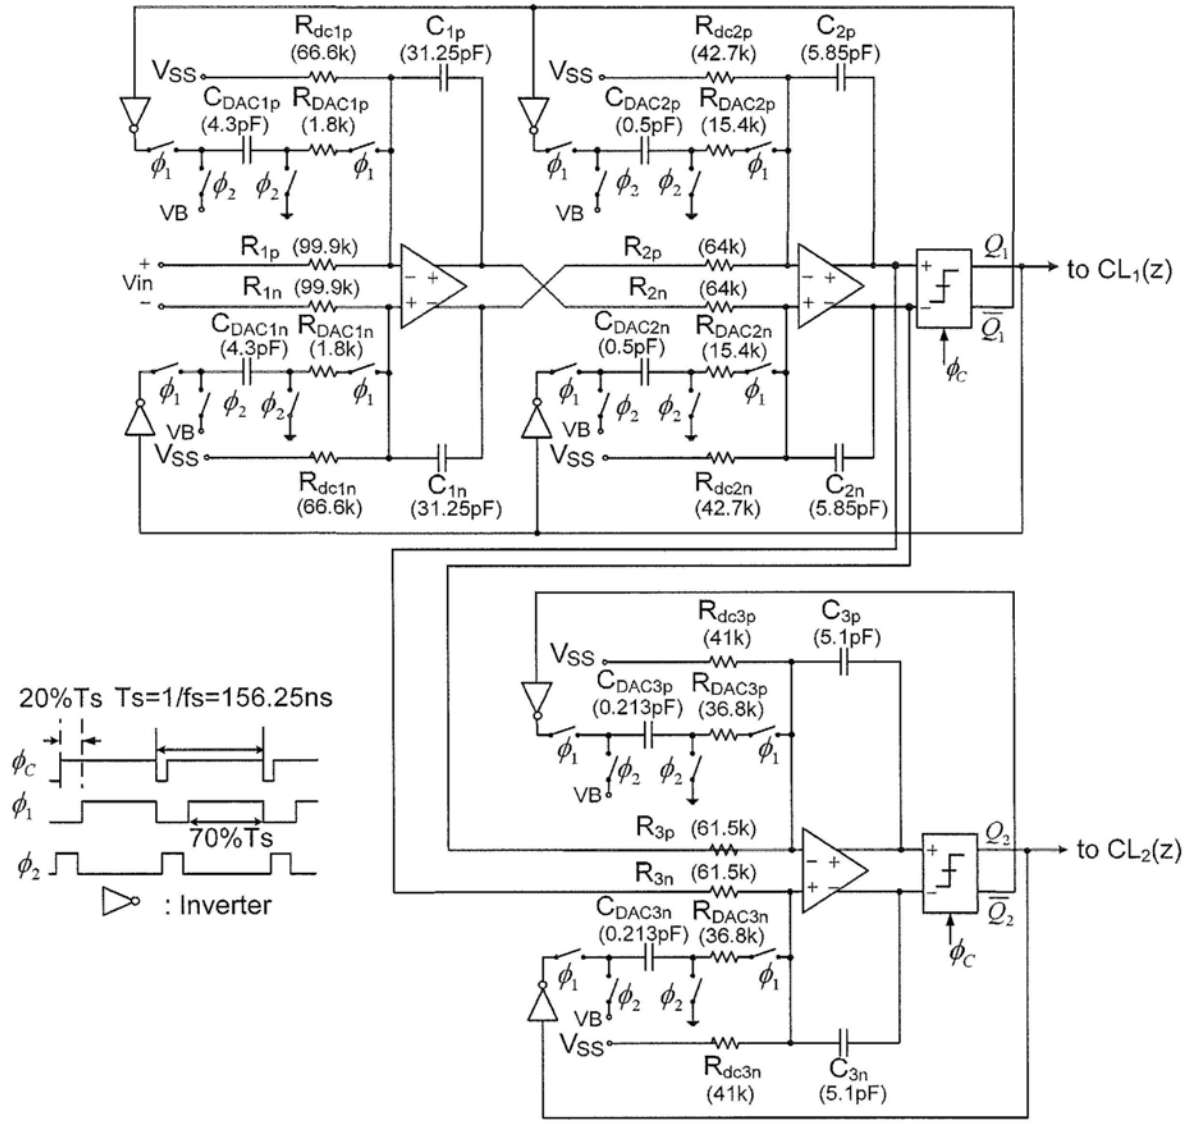 R_dc1p
(66.6k)
C_1p
(31.25pF)
R_dc2p
(42.7k)
C_2p
(5.85pF)
V_SS
V_SS
C_DAC1p
(4.3pF)
R_DAC1p
(1.8k)
C_DAC2p
(0.5pF)
R_DAC2p
(15.4k)
ϕ_1
ϕ_2
ϕ_2
ϕ_1
ϕ_1
ϕ_2
ϕ_2
ϕ_1
VB
VB
R_1p (99.9k)
R_2p (64k)
+
Vin
−
R_1n (99.9k)
R_2n (64k)
− +
+ −
− +
+ −
+
−
Q_1
Q̄_1
to CL_1(z)
ϕ_C
C_DAC1n
(4.3pF)
R_DAC1n
(1.8k)
C_DAC2n
(0.5pF)
R_DAC2n
(15.4k)
ϕ_1
ϕ_2
ϕ_2
ϕ_1
ϕ_1
ϕ_2
ϕ_2
ϕ_1
VB
VB
V_SS
V_SS
R_dc1n
(66.6k)
C_1n
(31.25pF)
R_dc2n
(42.7k)
C_2n
(5.85pF)
R_dc3p
(41k)
C_3p
(5.1pF)
V_SS
C_DAC3p
(0.213pF)
R_DAC3p
(36.8k)
ϕ_1
ϕ_2
ϕ_2
ϕ_1
VB
R_3p (61.5k)
R_3n (61.5k)
− +
+ −
+
−
Q_2
Q̄_2
to CL_2(z)
ϕ_C
C_DAC3n
(0.213pF)
R_DAC3n
(36.8k)
ϕ_1
ϕ_2
ϕ_2
ϕ_1
VB
V_SS
R_dc3n
(41k)
C_3n
(5.1pF)
20%Ts Ts=1/fs=156.25ns
ϕ_C
ϕ_1
70%Ts
ϕ_2
: Inverter